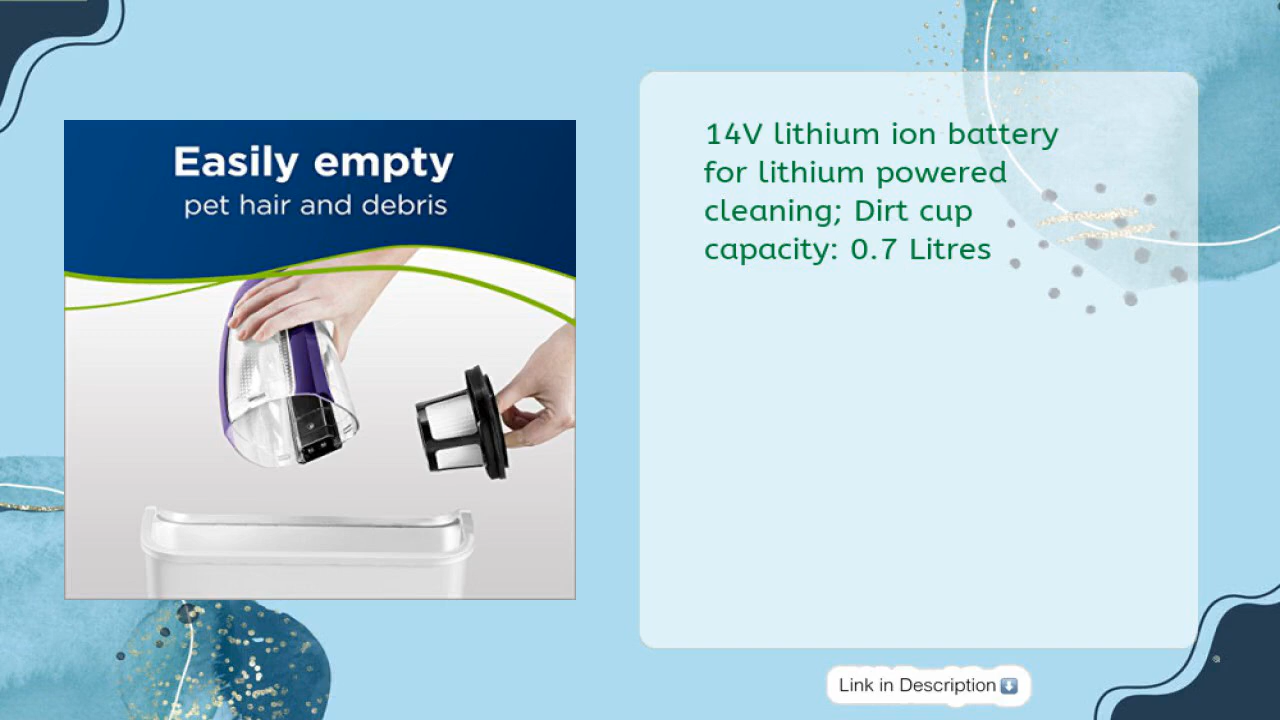 Easily empty
pet hair and debris
14V lithium ion battery
for lithium powered
cleaning; Dirt cup
capacity: 0.7 Litres
Link in Description⬇️